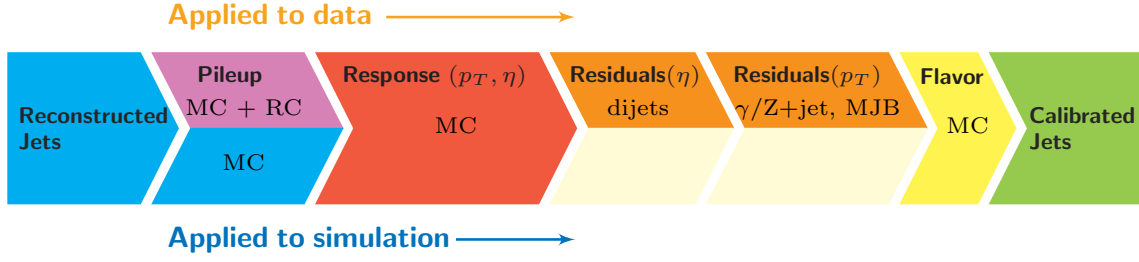 Applied to data
Reconstructed
Jets
Pileup
MC + RC
MC
Response (p_T, η)
MC
Residuals(η)
dijets
Residuals(p_T)
γ/Z+jet, MJB
Flavor
MC
Calibrated
Jets
Applied to simulation